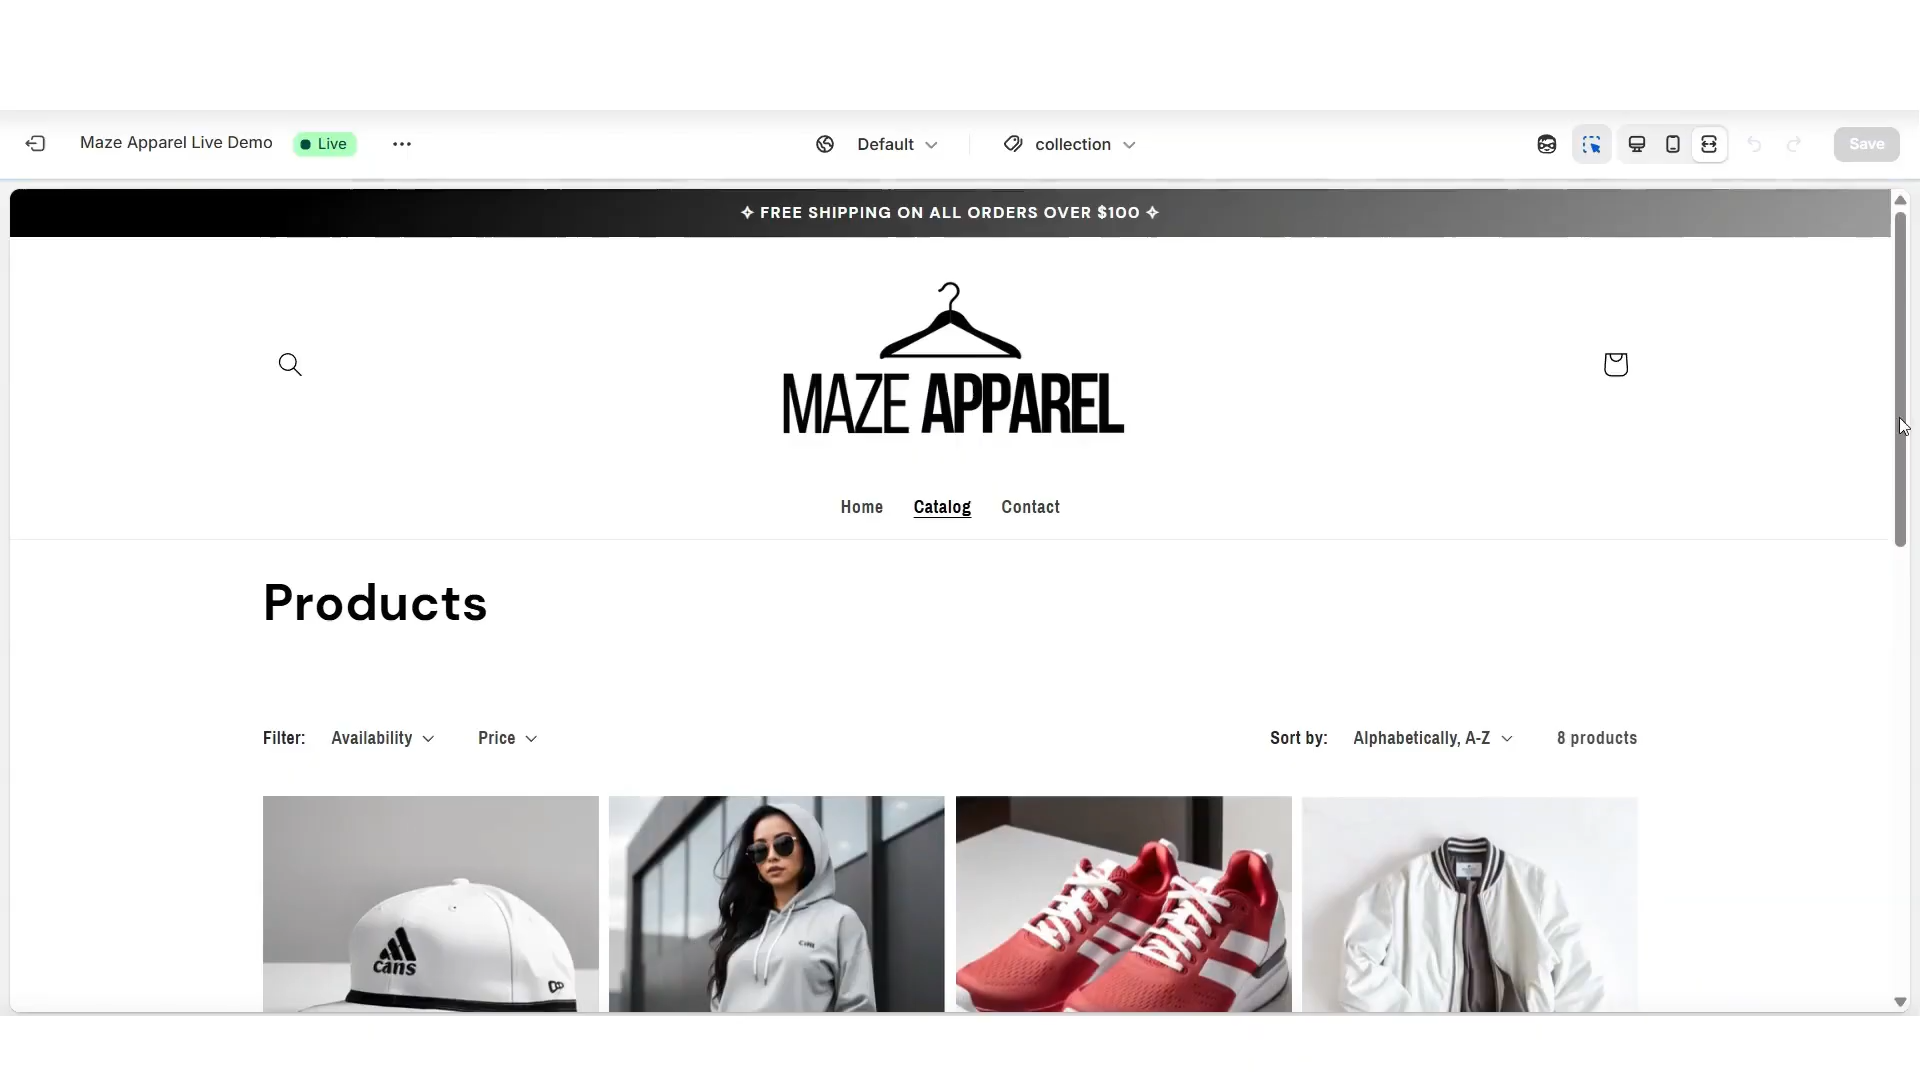 Maze Apparel Live Demo
Live
Default
collection
Save
✧ FREE SHIPPING ON ALL ORDERS OVER $100 ✧
MAZE APPAREL
Home
Catalog
Contact
Products
Filter:
Availability
Price
Sort by:
Alphabetically, A-Z
8 products
cans